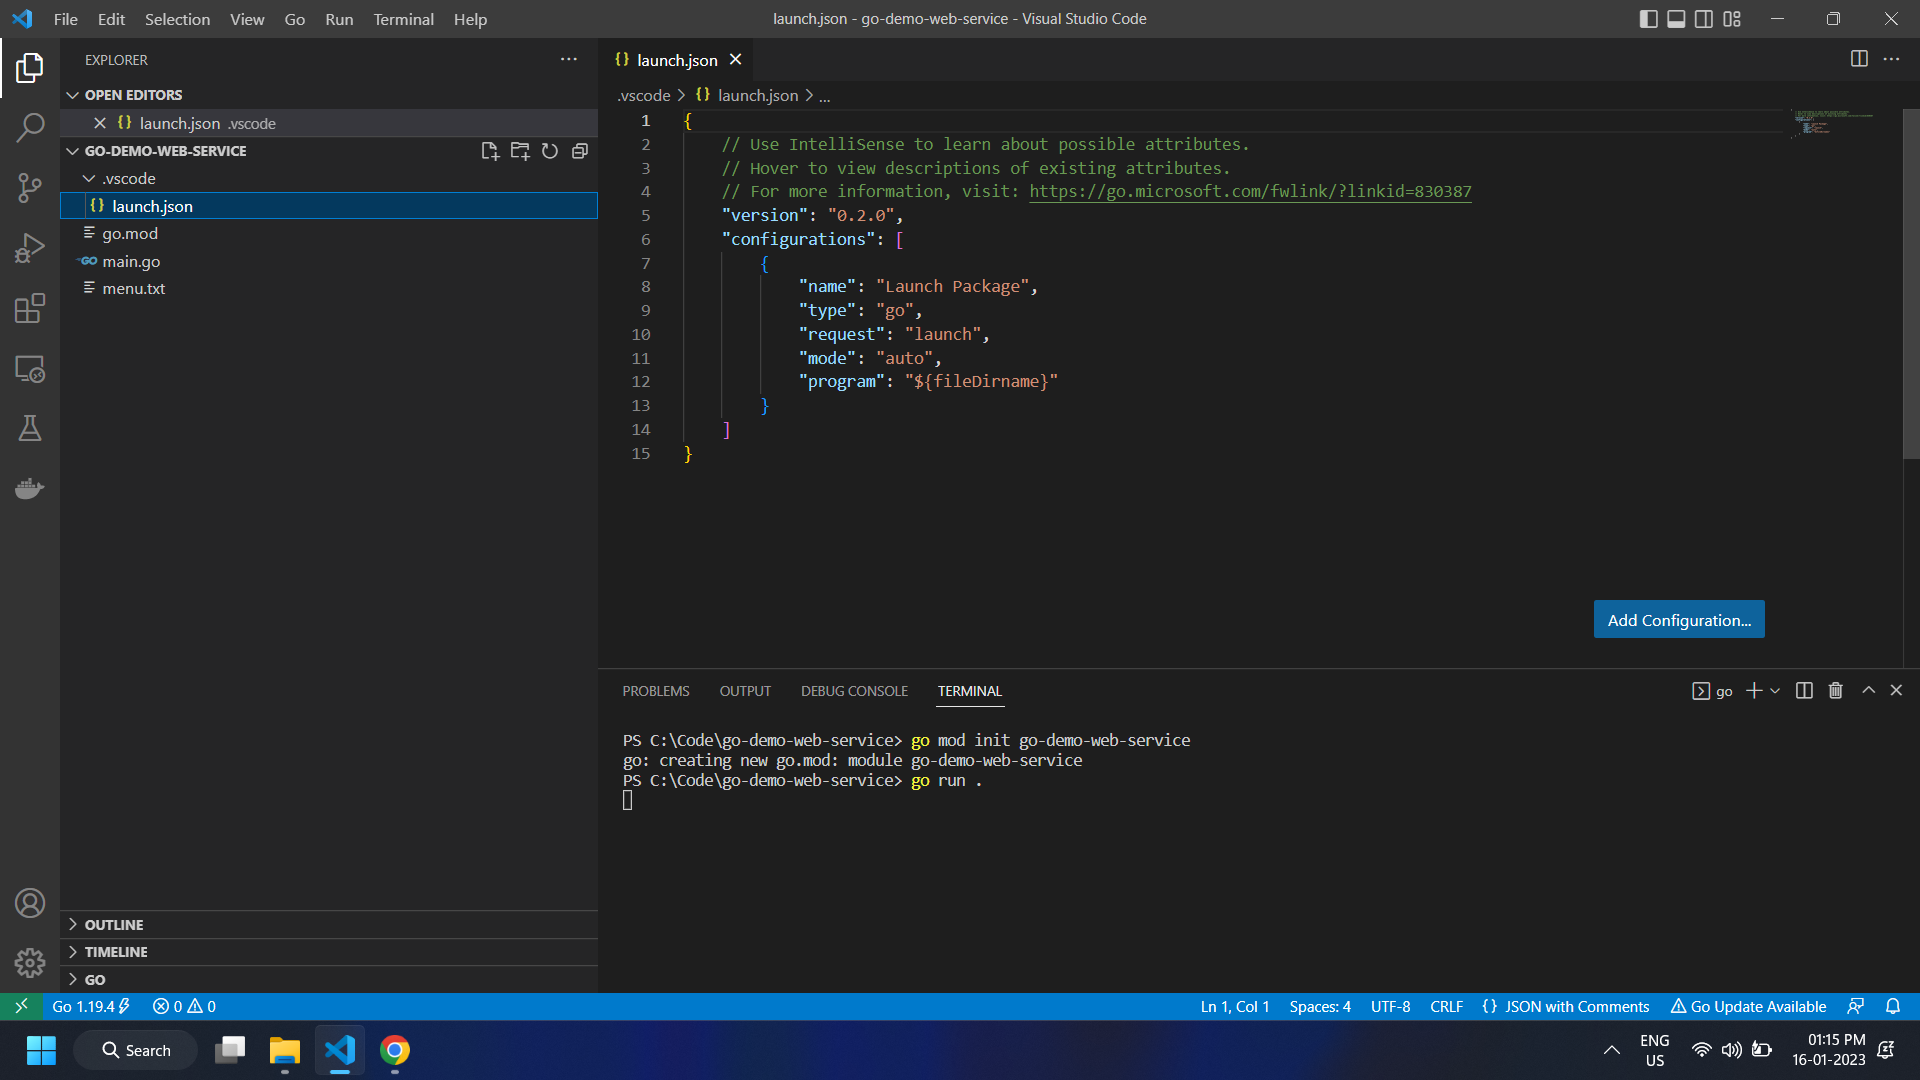 File Edit Selection View Go Run Terminal Help
launch.json - go-demo-web-service - Visual Studio Code
EXPLORER
OPEN EDITORS
launch.json .vscode
GO-DEMO-WEB-SERVICE
.vscode
launch.json
go.mod
main.go
menu.txt
OUTLINE
TIMELINE
GO
launch.json
.vscode > {} launch.json > ...
1 {
2 // Use IntelliSense to learn about possible attributes.
3 // Hover to view descriptions of existing attributes.
4 // For more information, visit: https://go.microsoft.com/fwlink/?linkid=830387
5 "version": "0.2.0",
6 "configurations": [
7 {
8 "name": "Launch Package",
9 "type": "go",
10 "request": "launch",
11 "mode": "auto",
12 "program": "${fileDirname}"
13 }
14 ]
15 }
Add Configuration...
PROBLEMS OUTPUT DEBUG CONSOLE TERMINAL
go
PS C:\Code\go-demo-web-service> go mod init go-demo-web-service
go: creating new go.mod: module go-demo-web-service
PS C:\Code\go-demo-web-service> go run .
Go 1.19.4 0 0
Ln 1, Col 1 Spaces: 4 UTF-8 CRLF {} JSON with Comments Go Update Available
Search
ENG
US
01:15 PM
16-01-2023